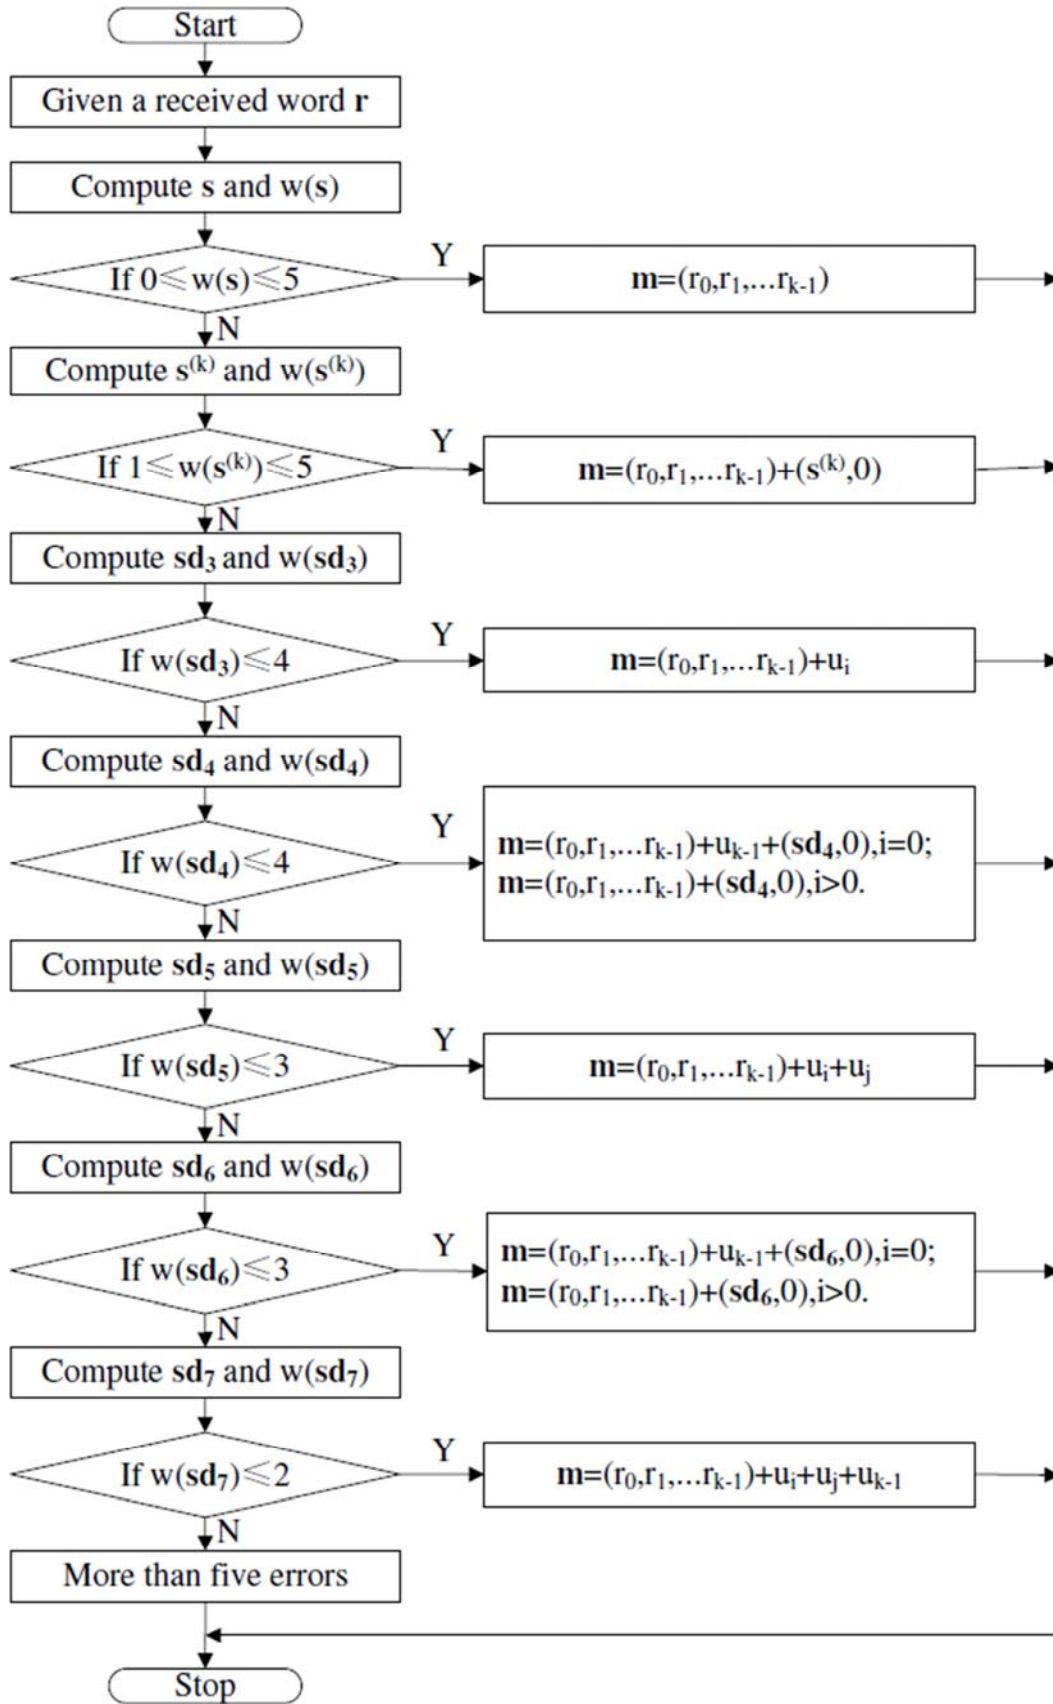 Start
Given a received word r
Compute s and w(s)
If 0≤w(s)≤5
Y
m=(r₀,r₁,...rₖ₋₁)
N
Compute s⁽ᵏ⁾ and w(s⁽ᵏ⁾)
If 1≤w(s⁽ᵏ⁾)≤5
Y
m=(r₀,r₁,...rₖ₋₁)+(s⁽ᵏ⁾,0)
N
Compute sd₃ and w(sd₃)
If w(sd₃)≤4
Y
m=(r₀,r₁,...rₖ₋₁)+uᵢ
N
Compute sd₄ and w(sd₄)
If w(sd₄)≤4
Y
m=(r₀,r₁,...rₖ₋₁)+uₖ₋₁+(sd₄,0),i=0;
m=(r₀,r₁,...rₖ₋₁)+(sd₄,0),i>0.
N
Compute sd₅ and w(sd₅)
If w(sd₅)≤3
Y
m=(r₀,r₁,...rₖ₋₁)+uᵢ+uⱼ
N
Compute sd₆ and w(sd₆)
If w(sd₆)≤3
Y
m=(r₀,r₁,...rₖ₋₁)+uₖ₋₁+(sd₆,0),i=0;
m=(r₀,r₁,...rₖ₋₁)+(sd₆,0),i>0.
N
Compute sd₇ and w(sd₇)
If w(sd₇)≤2
Y
m=(r₀,r₁,...rₖ₋₁)+uᵢ+uⱼ+uₖ₋₁
N
More than five errors
Stop